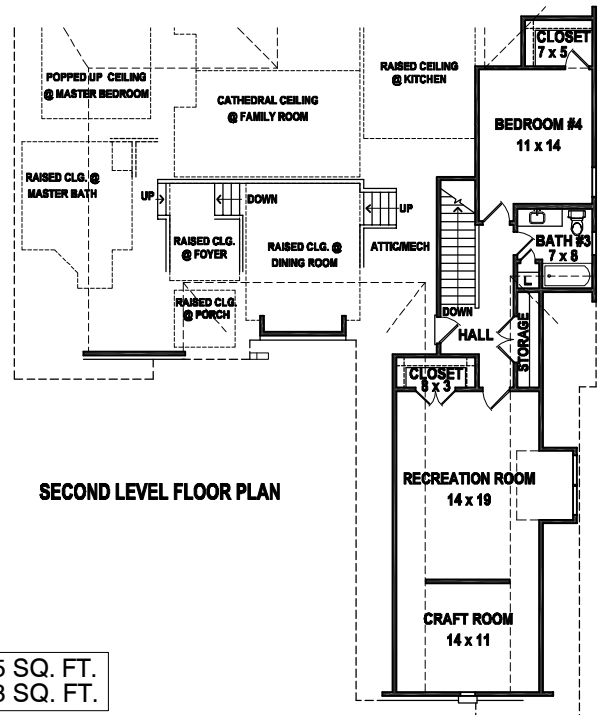 CLOSET
7 x 5
POPPED UP CEILING
@ MASTER BEDROOM
RAISED CEILING
@ KITCHEN
CATHEDRAL CEILING
@ FAMILY ROOM
BEDROOM #4
11 x 14
RAISED CLG. @
MASTER BATH
UP
DOWN
UP
RAISED CLG.
@ FOYER
RAISED CLG. @
DINING ROOM
ATTIC/MECH
BATH #3
7 x 8
L
RAISED CLG.
@ PORCH
DOWN
HALL
STORAGE
CLOSET
8 x 3
SECOND LEVEL FLOOR PLAN
RECREATION ROOM
14 x 19
CRAFT ROOM
14 x 11
SQ. FT.
SQ. FT.